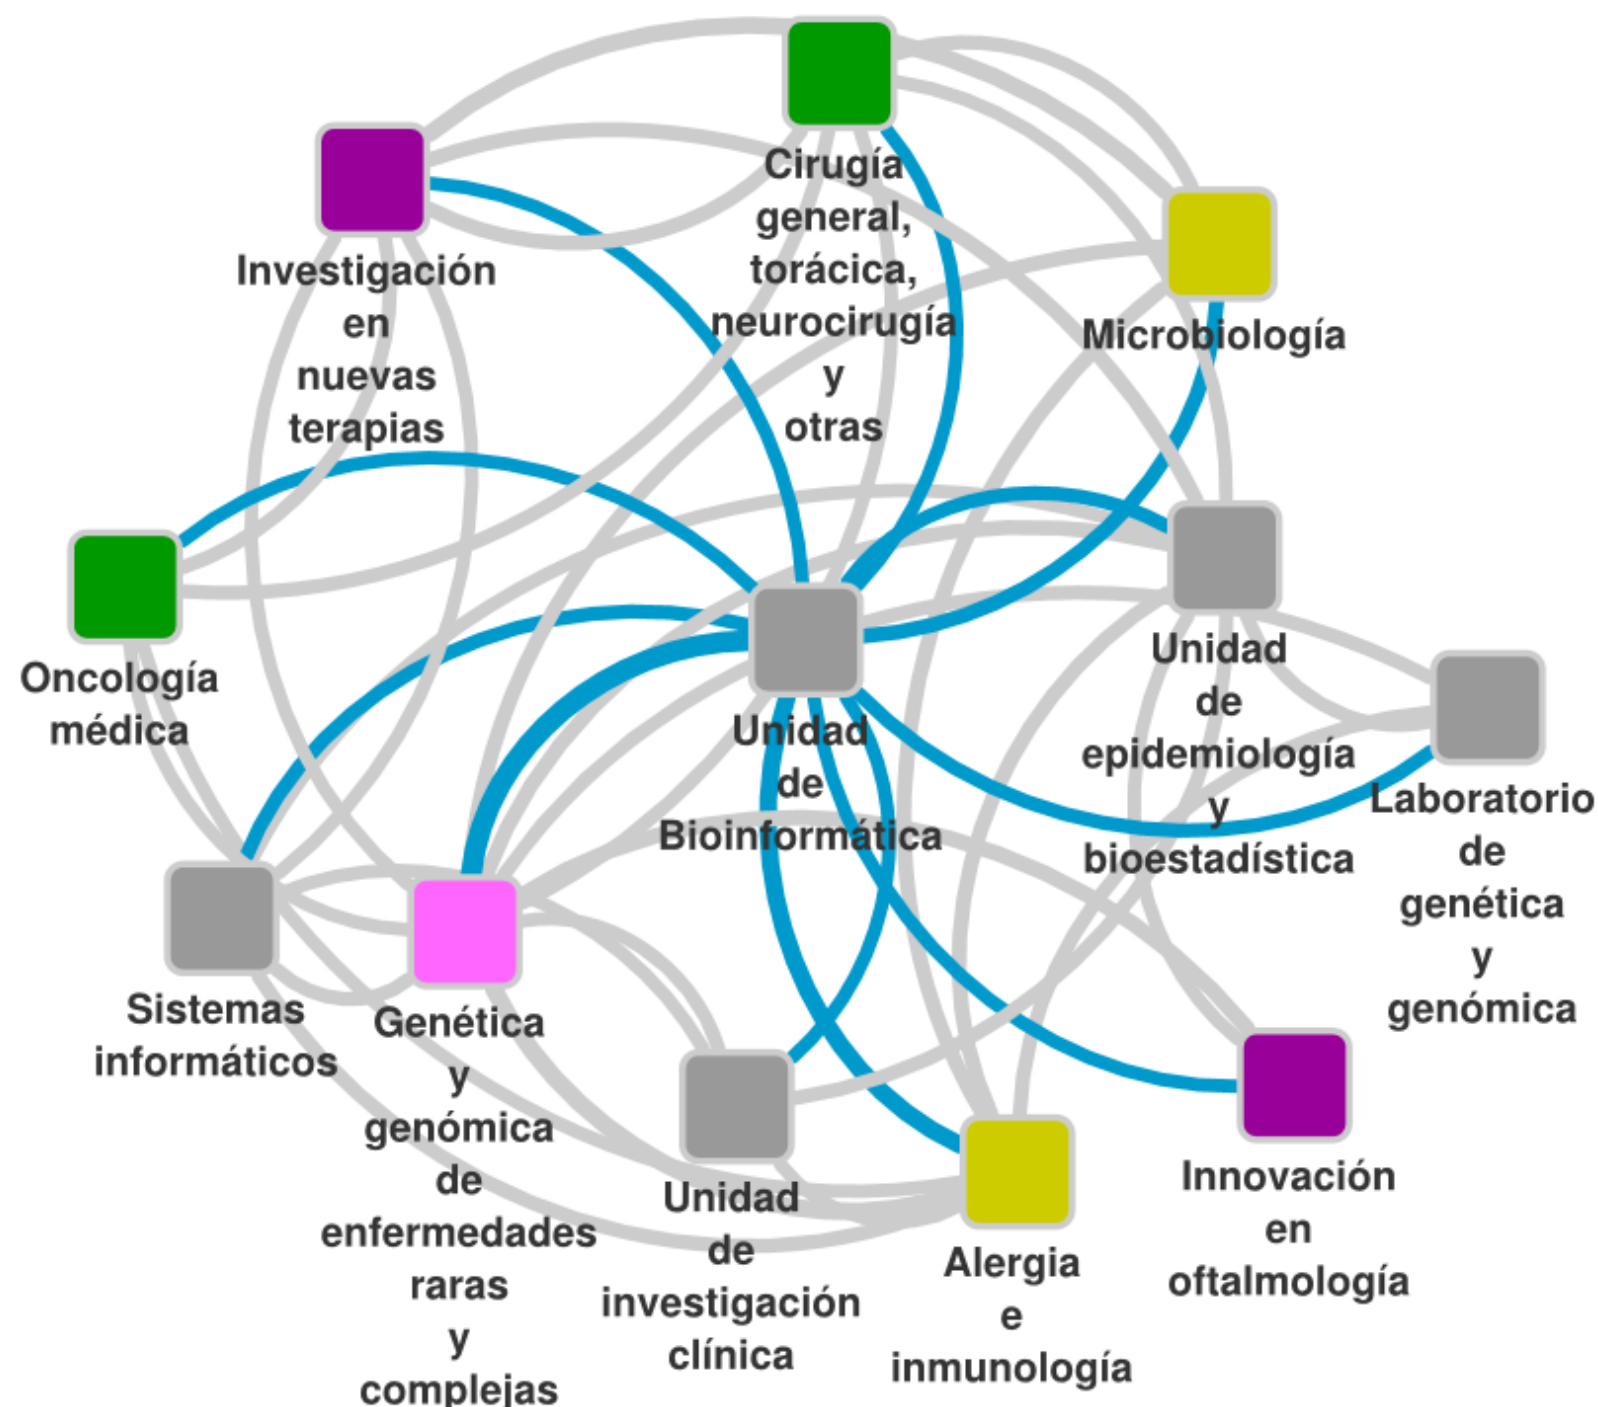 Cirugía
general,
torácica,
neurocirugía
y
otras
Investigación
en
nuevas
terapias
Microbiología
Oncología
médica
Unidad
de
epidemiología
y
bioestadística
Unidad
de
Bioinformática
Laboratorio
de
genética
y
genómica
Sistemas
informáticos
Genética
y
genómica
de
enfermedades
raras
y
complejas
Unidad
de
investigación
clínica
Alergia
e
inmunología
Innovación
en
oftalmología